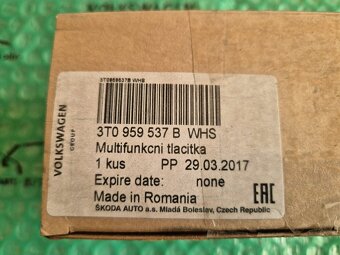 3T0959537B WHS
VOLKSWAGEN
GROUP
3T0 959 537 B WHS
Multifunkcni tlacitka
1 kus PP 29.03.2017
Expire date: none
Made in Romania
EAC
ŠKODA AUTO a.s. Mladá Boleslav, Czech Republic